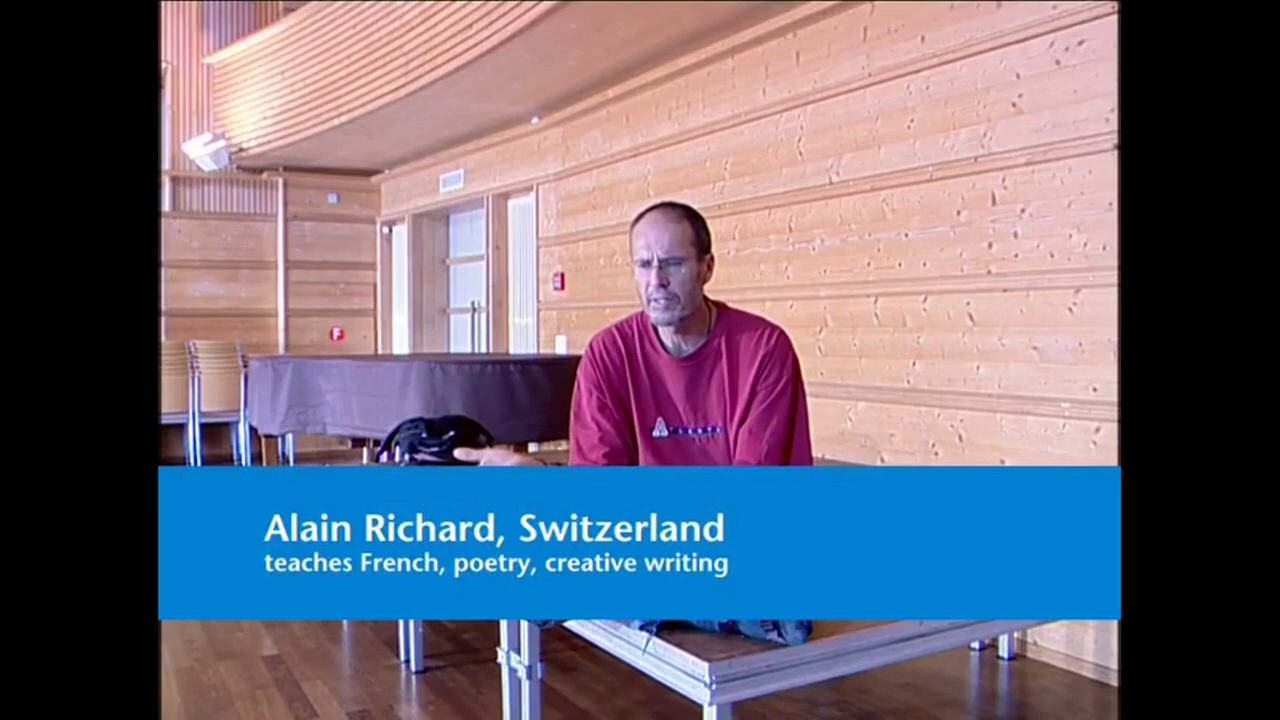 Alain Richard, Switzerland
teaches French, poetry, creative writing
F